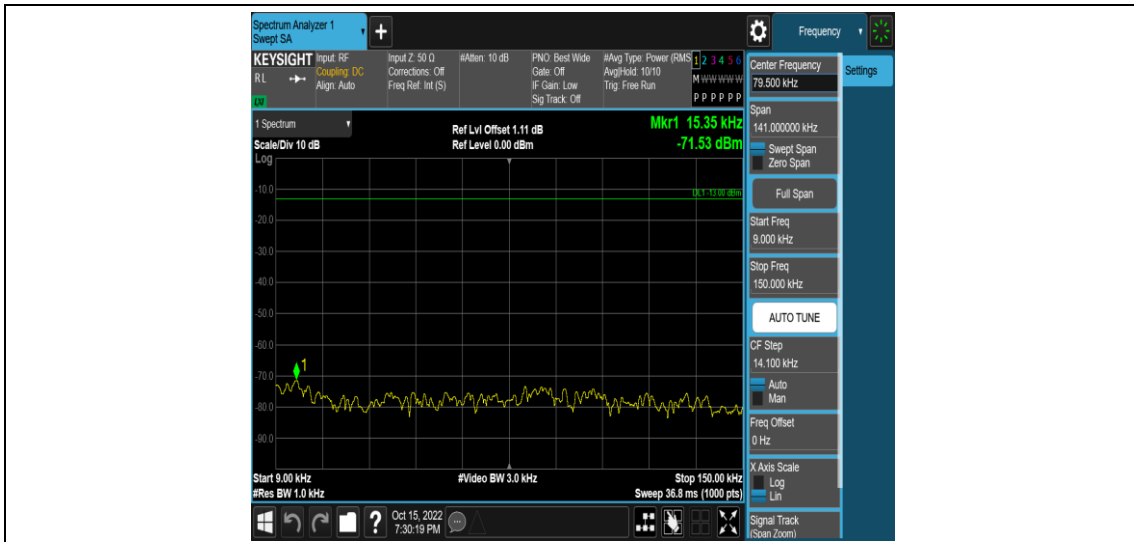 Spectrum Analyzer 1
Swept SA
+
Frequency
KEYSIGHT
RL
Input: RF
Coupling: DC
Align: Auto
Input Z: 50 Ω
Corrections: Off
Freq Ref: Int (S)
#Atten: 10 dB
PNO: Best Wide
Gate: Off
IF Gain: Low
Sig Track: Off
#Avg Type: Power (RMS
Avg|Hold: 10/10
Trig: Free Run
1 2 3 4 5 6
M W W W W W
P P P P P P
1 Spectrum
Scale/Div 10 dB
Ref Lvl Offset 1.11 dB
Ref Level 0.00 dBm
Mkr1 15.35 kHz
-71.53 dBm
Log
-10.0
DL1 -13.00 dBm
-20.0
-30.0
-40.0
-50.0
-60.0
1
-70.0
-80.0
-90.0
Start 9.00 kHz
#Res BW 1.0 kHz
#Video BW 3.0 kHz
Stop 150.00 kHz
Sweep 36.8 ms (1000 pts)
?
Oct 15, 2022
7:30:19 PM
Center Frequency
79.500 kHz
Settings
Span
141.000000 kHz
Swept Span
Zero Span
Full Span
Start Freq
9.000 kHz
Stop Freq
150.000 kHz
AUTO TUNE
CF Step
14.100 kHz
Auto
Man
Freq Offset
0 Hz
X Axis Scale
Log
Lin
Signal Track
(Span Zoom)